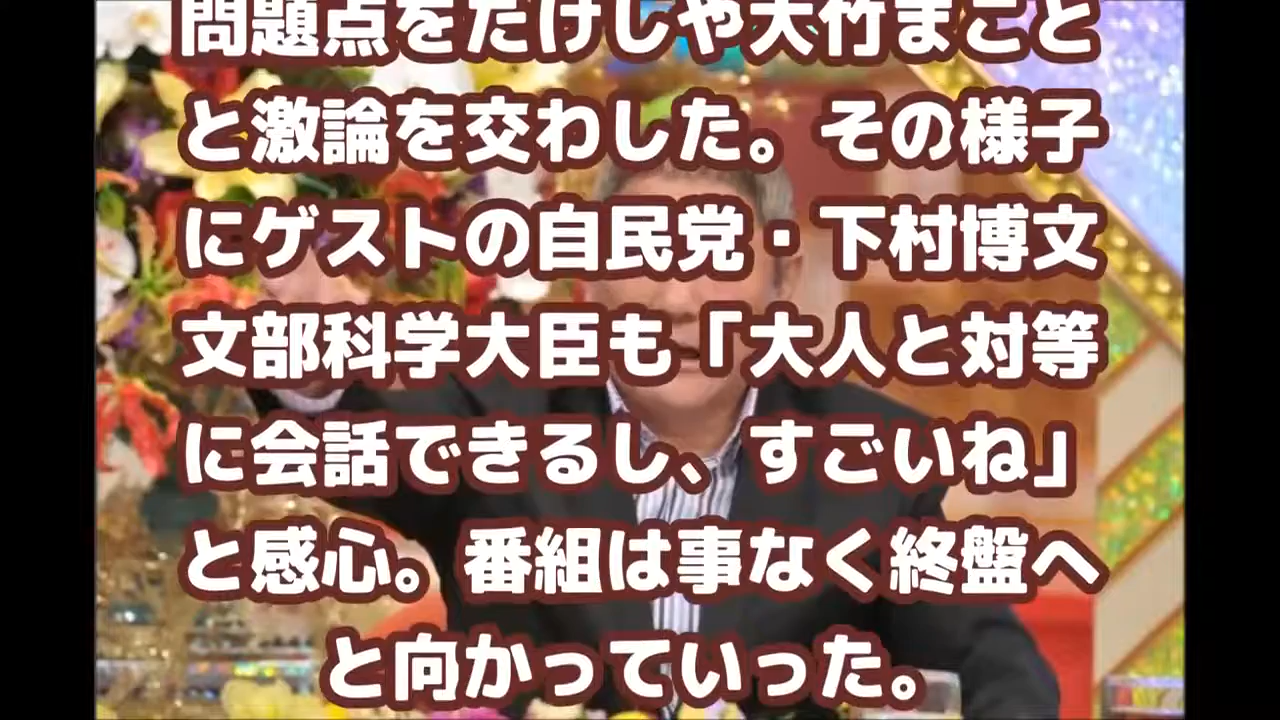 問題点をたけしや大竹まこと
と激論を交わした。その様子
にゲストの自民党・下村博文
文部科学大臣も「大人と対等
に会話できるし、すごいね」
と感心。番組は事なく終盤へ
と向かっていった。